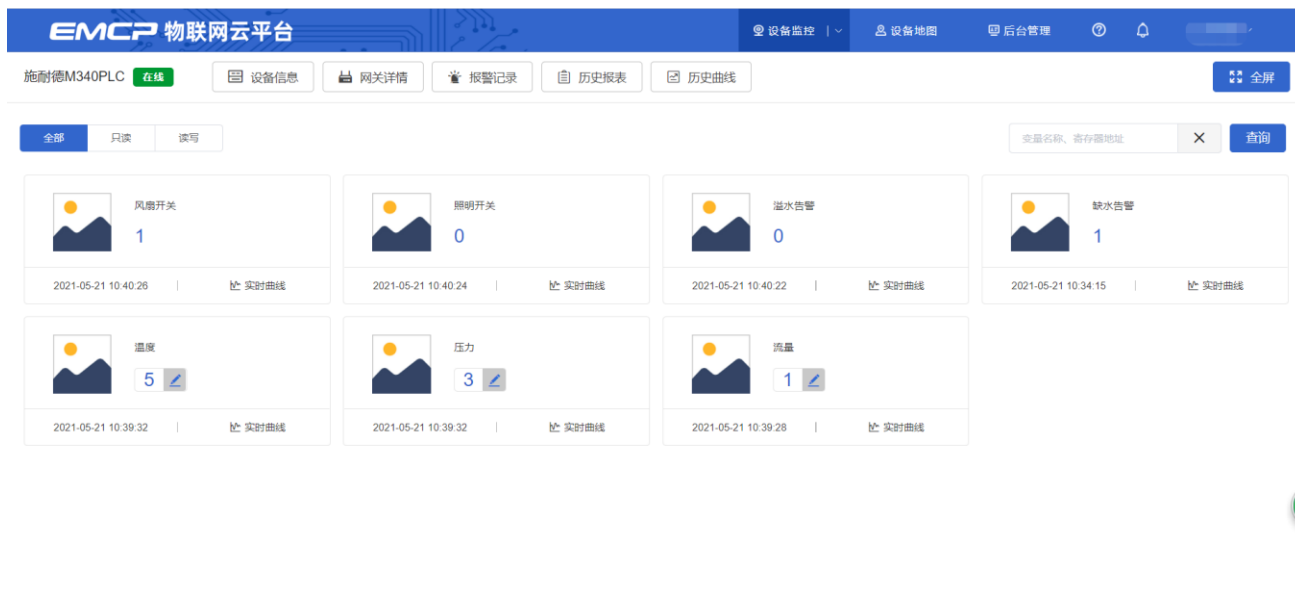 EMCP 物联网云平台 设备监控 设备地图 后台管理
施耐德M340PLC 在线 设备信息 网关详情 报警记录 历史报表 历史曲线 全屏
全部 只读 读写 变量名称、寄存器地址 查询
风扇开关 照明开关 溢水告警 缺水告警
1 0 0 1
2021-05-21 10:40:26 实时曲线 2021-05-21 10:40:24 实时曲线 2021-05-21 10:40:22 实时曲线 2021-05-21 10:34:15 实时曲线
温度 压力 流量
5 3 1
2021-05-21 10:39:32 实时曲线 2021-05-21 10:39:32 实时曲线 2021-05-21 10:39:28 实时曲线